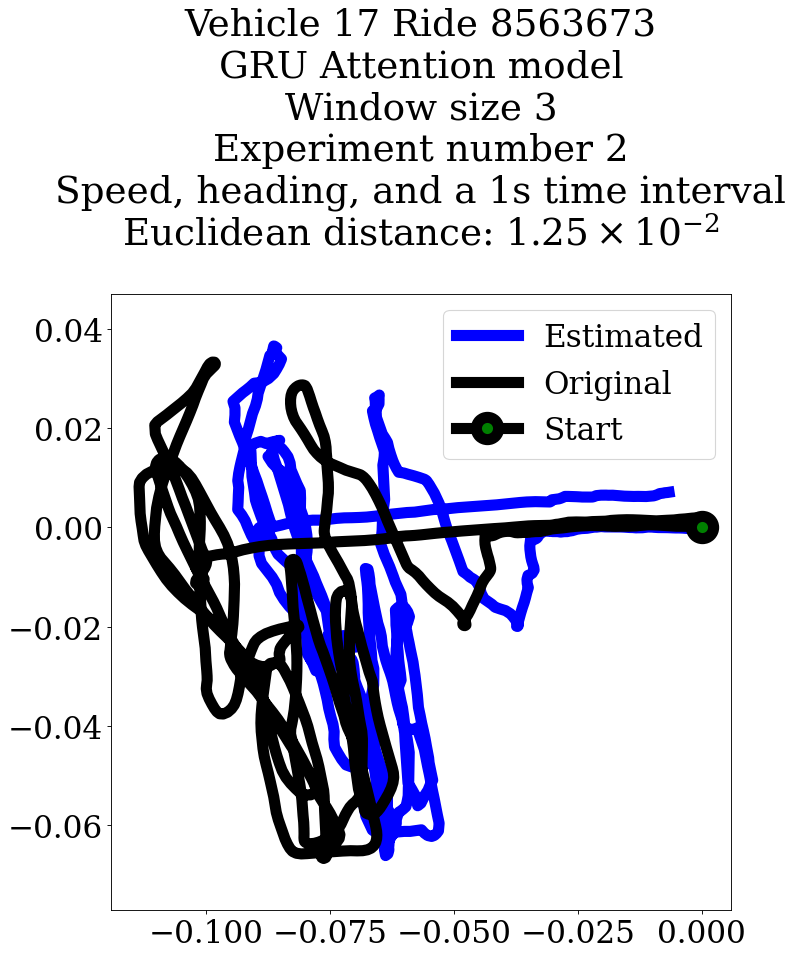 Vehicle 17 Ride 8563673
GRU Attention model
Window size 3
Experiment number 2
Speed, heading, and a 1s time interval
Euclidean distance: 1.25 × 10⁻²
Estimated
Original
Start
0.04
0.02
0.00
−0.02
−0.04
−0.06
−0.100 −0.075 −0.050 −0.025 0.000